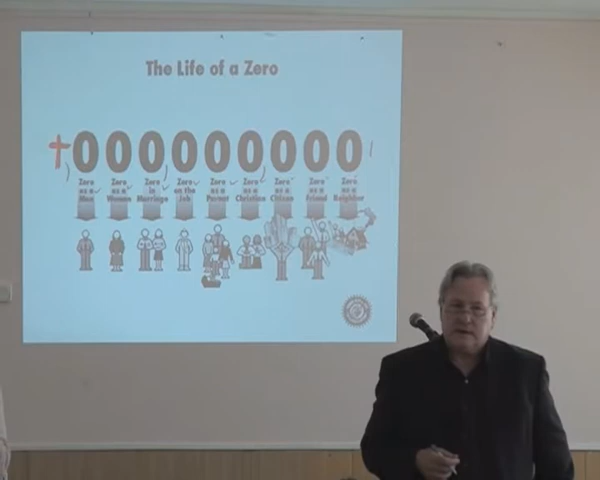 The Life of a Zero
000000000
Zero as a Man
Zero as a Woman
Zero in Marriage
Zero on the Job
Zero as a Parent
Zero as a Christian
Zero as a Citizen
Zero as a Friend
Zero as a Neighbor